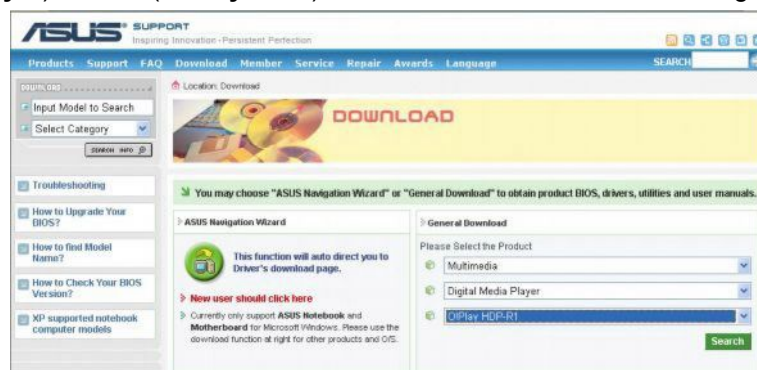 ASUS SUPPORT
Inspiring Innovation - Persistent Perfection
Products Support FAQ Download Member Service Repair Awards Language SEARCH
DOWNLOAD
Location: Download
Input Model to Search
Select Category
SEARCH INFO
DOWNLOAD
You may choose "ASUS Navigation Wizard" or "General Download" to obtain product BIOS, drivers, utilities and user manuals.
Troubleshooting
How to Upgrade Your
BIOS?
How to find Model
Name?
How to Check Your BIOS
Version?
XP supported notebook
computer models
ASUS Navigation Wizard
This function will auto direct you to
Driver's download page.
New user should click here
Currently only support ASUS Notebook and
Motherboard for Microsoft Windows. Please use the
download function at right for other products and O/S.
General Download
Please Select the Product
Multimedia
Digital Media Player
O!Play HDP-R1
Search